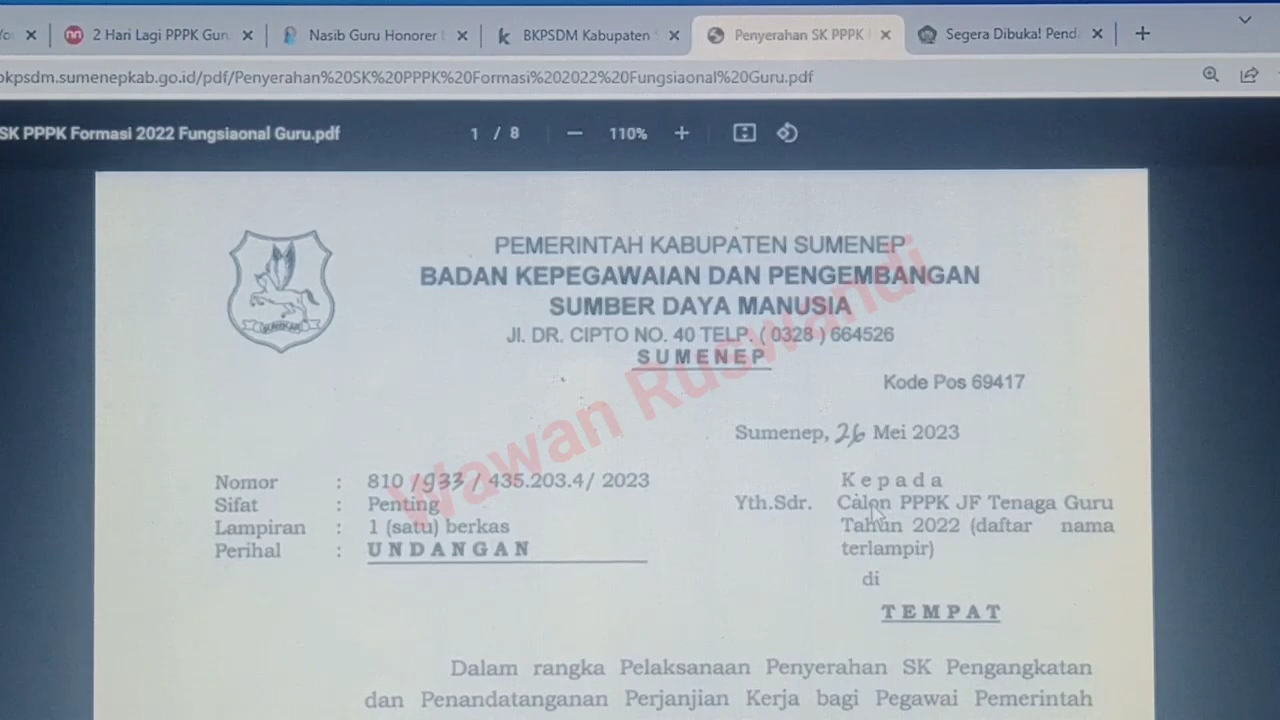 2 Hari Lagi PPPK Gun
Nasib Guru Honorer
BKPSDM Kabupaten
Penyerahan SK PPPK
Segera Dibuka! Pend
bkpsdm.sumenepkab.go.id/pdf/Penyerahan%20SK%20PPPK%20Formasi%202022%20Fungsiaonal%20Guru.pdf
SK PPPK Formasi 2022 Fungsiaonal Guru.pdf
1 / 8
110%
PEMERINTAH KABUPATEN SUMENEP
BADAN KEPEGAWAIAN DAN PENGEMBANGAN
SUMBER DAYA MANUSIA
Jl. DR. CIPTO NO. 40 TELP. ( 0328 ) 664526
SUMENEP
Kode Pos 69417
Wawan Ruswandi
Sumenep, 26 Mei 2023
Nomor : 810 /933 / 435.203.4/ 2023
Sifat : Penting
Lampiran : 1 (satu) berkas
Perihal : UNDANGAN
Kepada
Yth.Sdr. Calon PPPK JF Tenaga Guru
Tahun 2022 (daftar nama
terlampir)
di
TEMPAT
Dalam rangka Pelaksanaan Penyerahan SK Pengangkatan
dan Penandatanganan Perjanjian Kerja bagi Pegawai Pemerintah